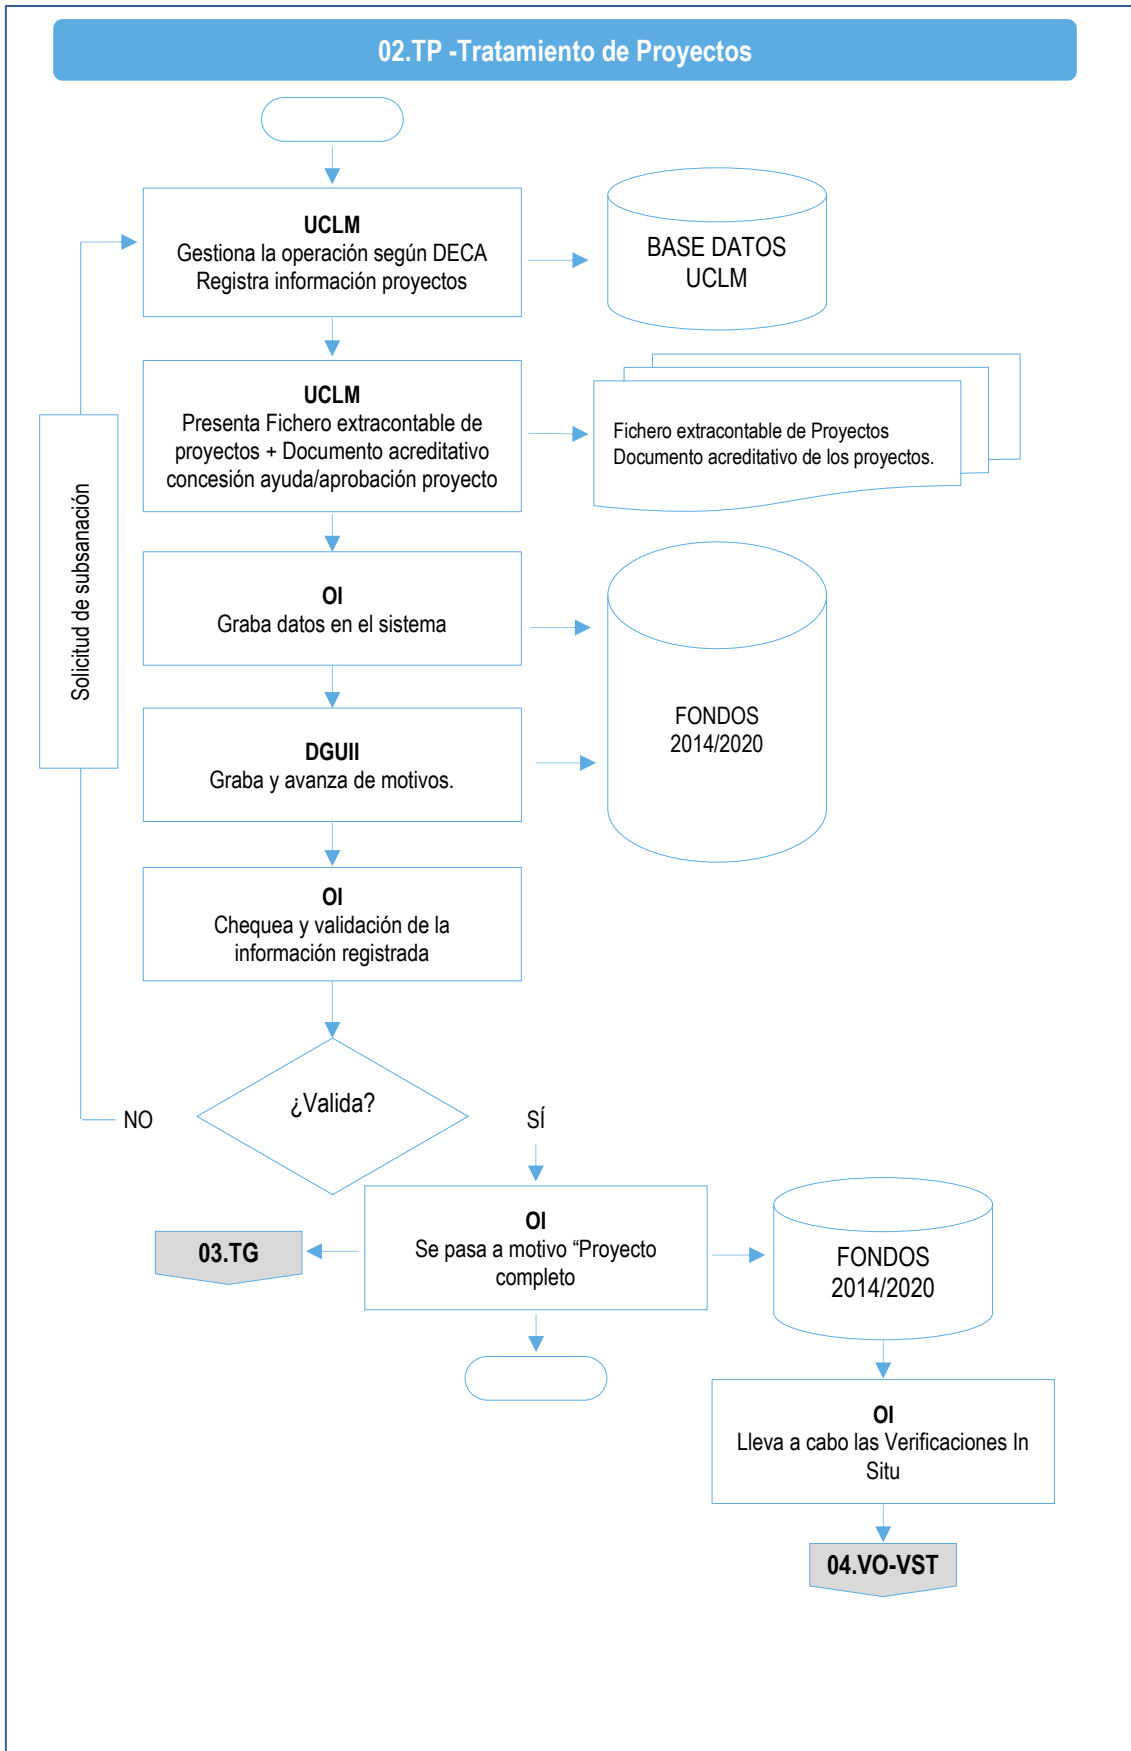 02.TP -Tratamiento de Proyectos
UCLM
Gestiona la operación según DECA
Registra información proyectos
BASE DATOS
UCLM
UCLM
Presenta Fichero extracontable de
proyectos + Documento acreditativo
concesión ayuda/aprobación proyecto
Fichero extracontable de Proyectos
Documento acreditativo de los proyectos.
Solicitud de subsanación
OI
Graba datos en el sistema
FONDOS
2014/2020
DGUII
Graba y avanza de motivos.
OI
Chequea y validación de la
información registrada
¿Valida?
NO
SÍ
OI
Se pasa a motivo “Proyecto
completo
03.TG
FONDOS
2014/2020
OI
Lleva a cabo las Verificaciones In
Situ
04.VO-VST